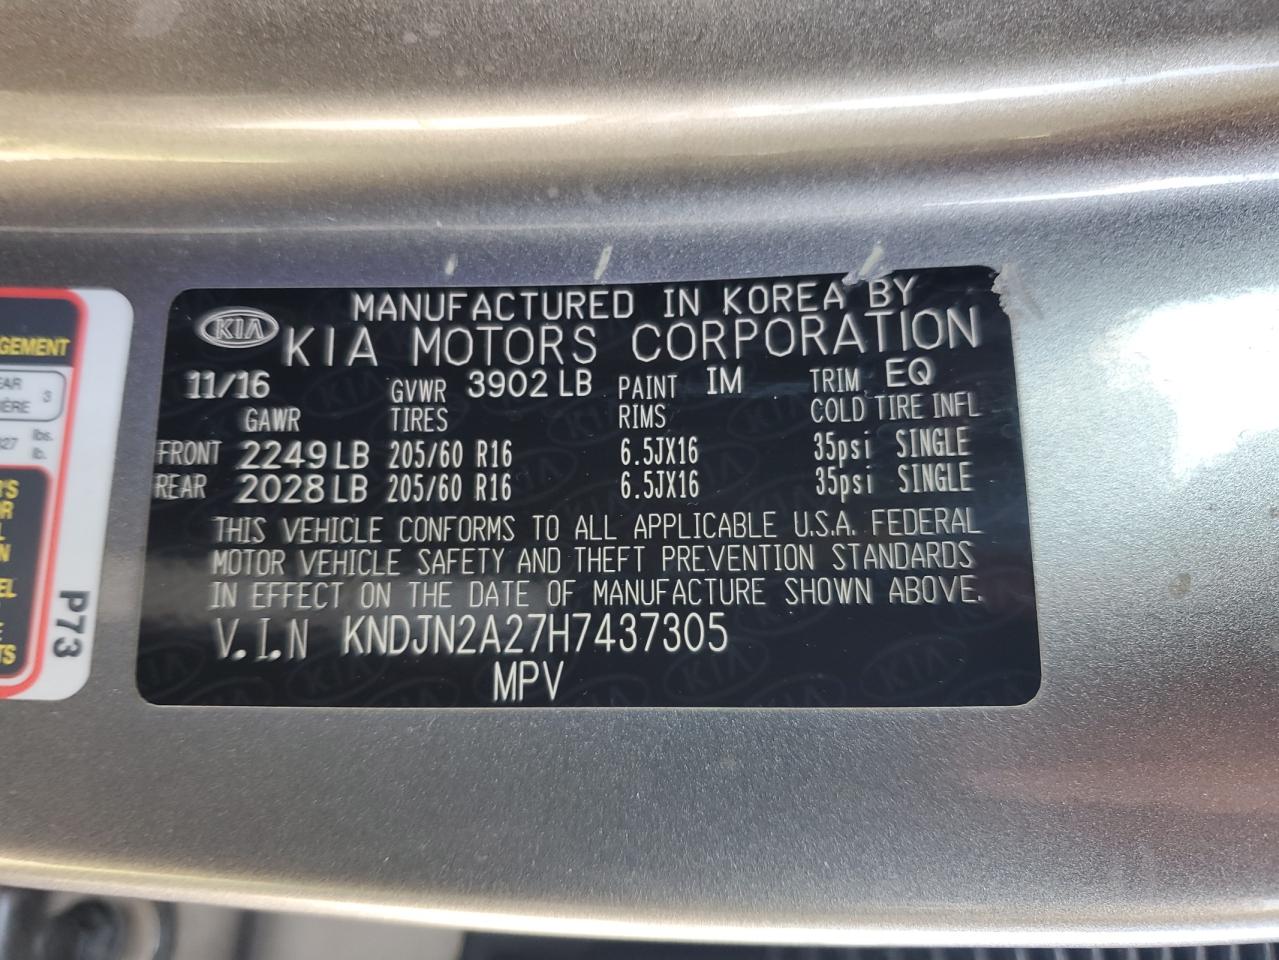 MANUFACTURED IN KOREA BY
KIA KIA MOTORS CORPORATION
11/16 GVWR 3902 LB PAINT IM TRIM EQ
GAWR TIRES RIMS COLD TIRE INFL
FRONT 2249 LB 205/60 R16 6.5JX16 35psi SINGLE
REAR 2028 LB 205/60 R16 6.5JX16 35psi SINGLE
THIS VEHICLE CONFORMS TO ALL APPLICABLE U.S.A. FEDERAL
MOTOR VEHICLE SAFETY AND THEFT PREVENTION STANDARDS
IN EFFECT ON THE DATE OF MANUFACTURE SHOWN ABOVE.
V.I.N KNDJN2A27H7437305
MPV
3
lbs.
lb.
P73